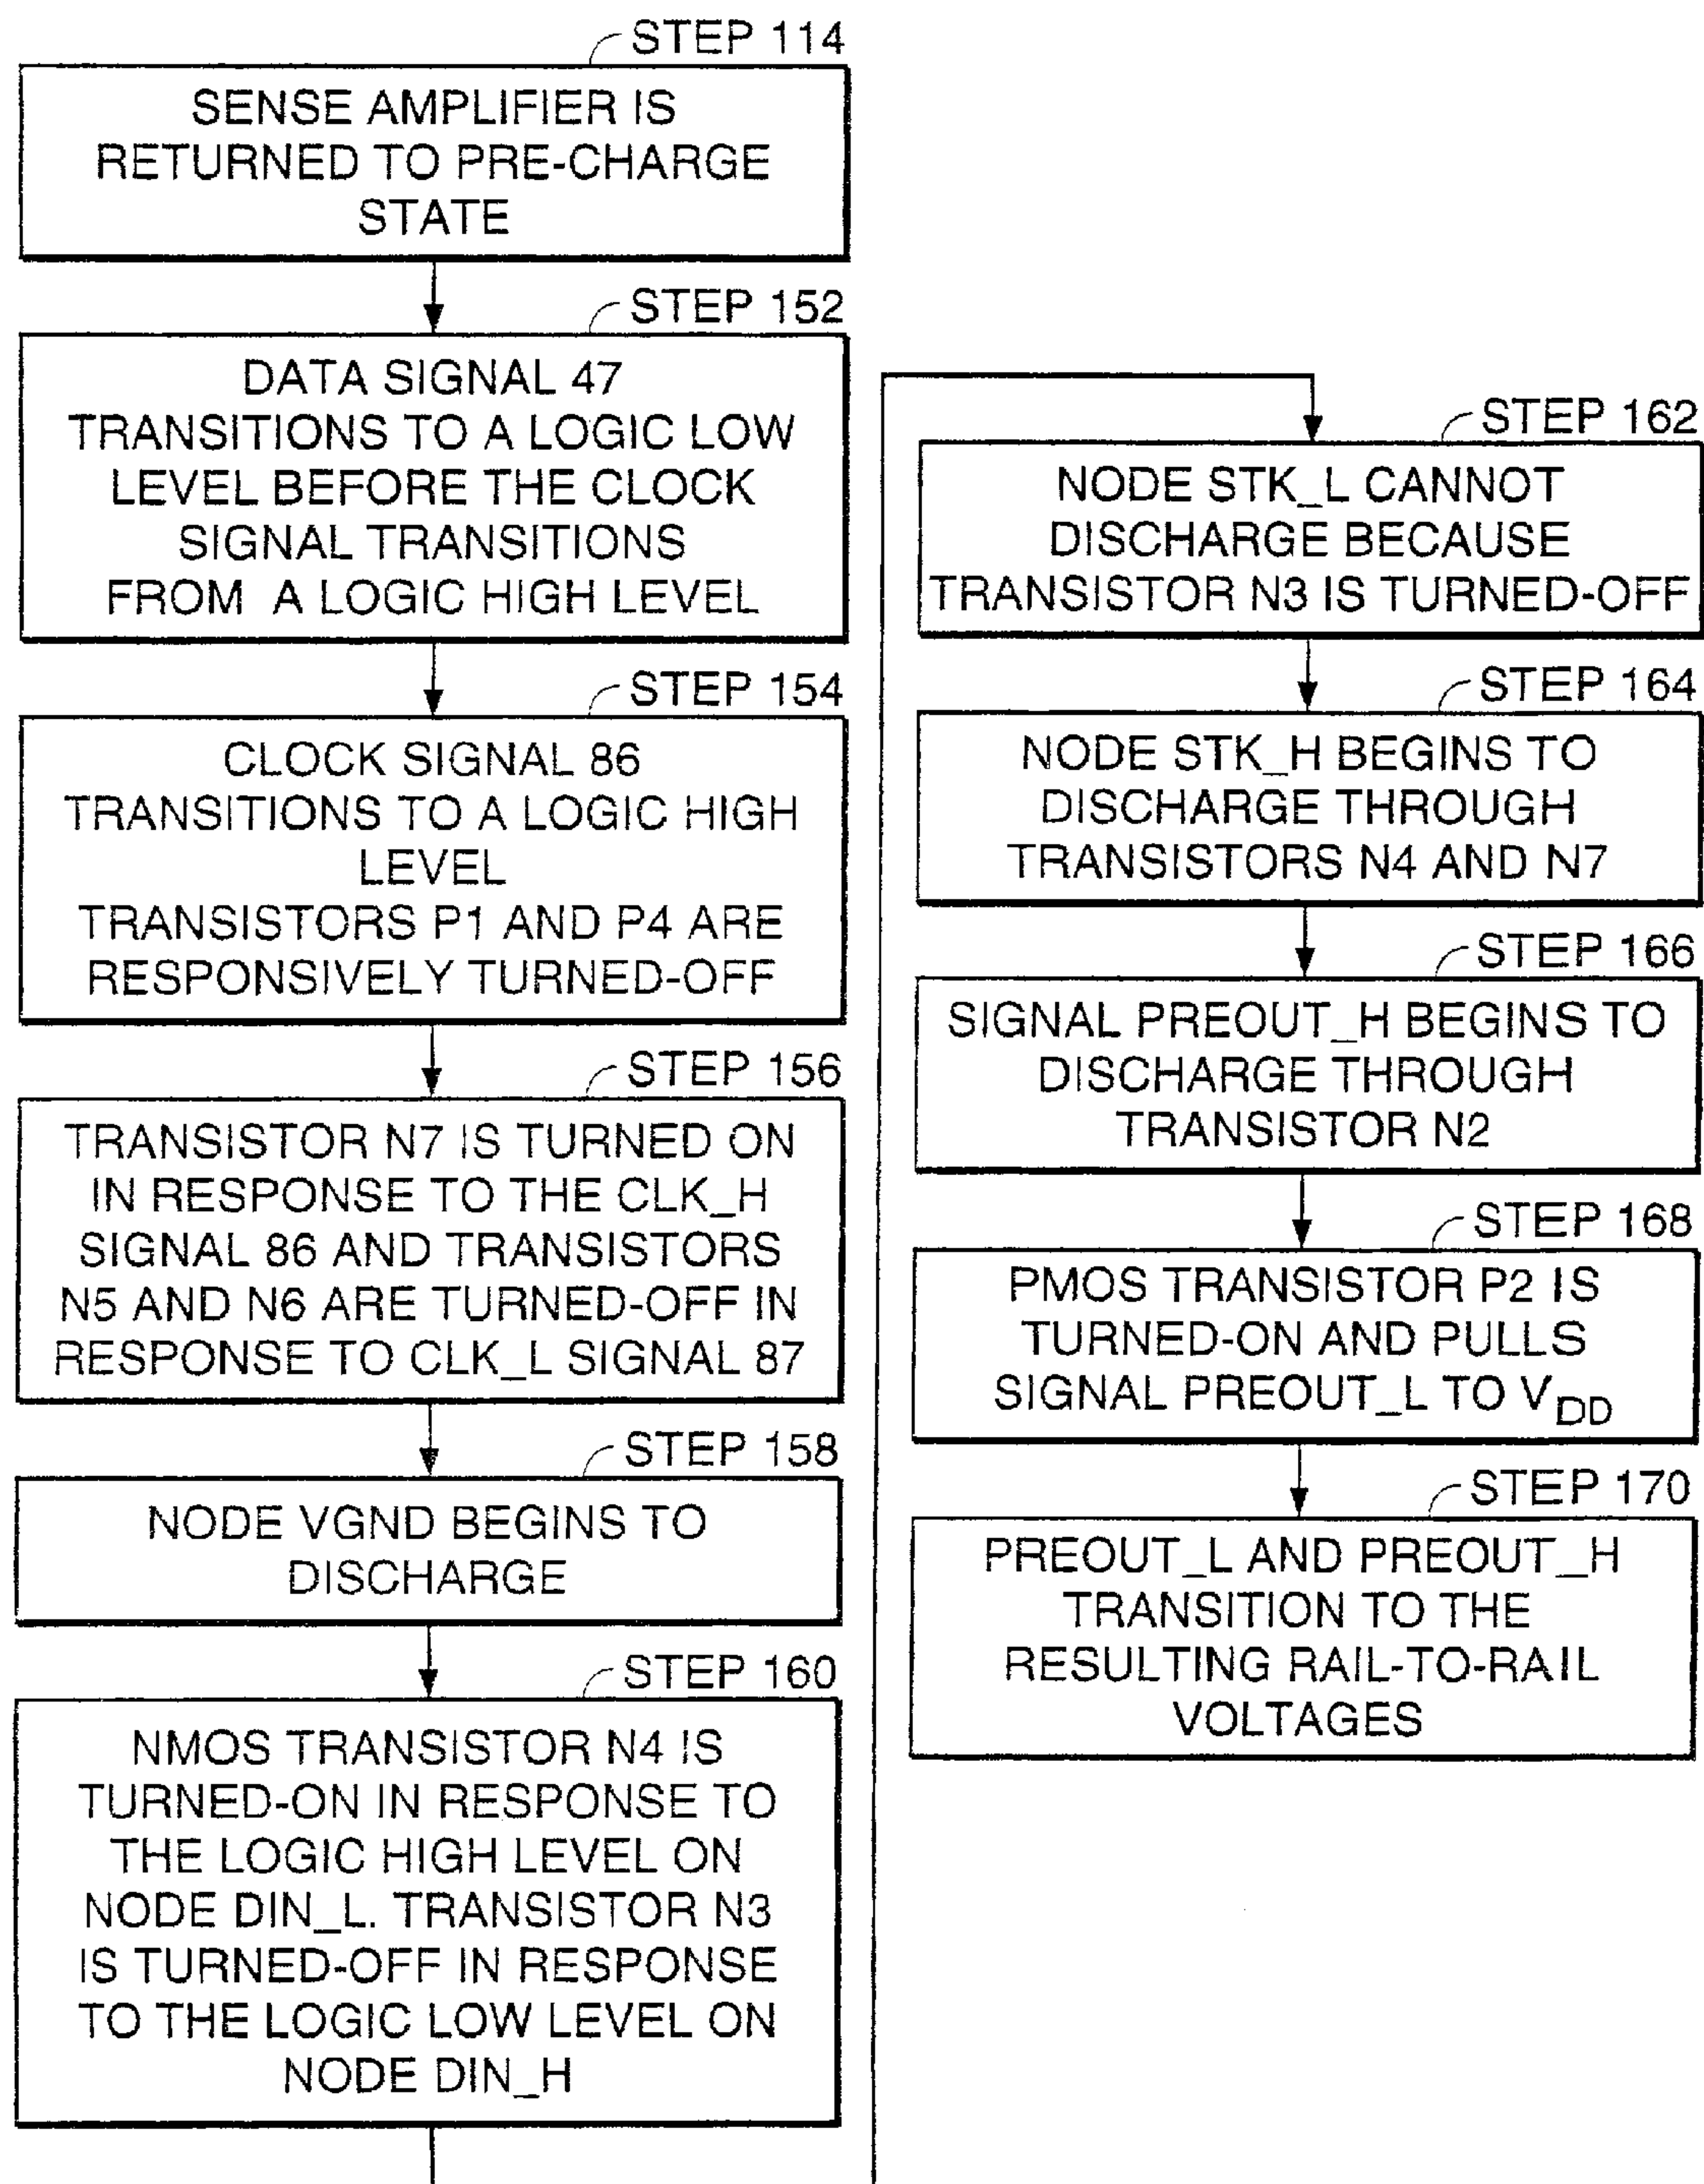 STEP 114
SENSE AMPLIFIER IS
RETURNED TO PRE-CHARGE
STATE
STEP 152
DATA SIGNAL 47
TRANSITIONS TO A LOGIC LOW
LEVEL BEFORE THE CLOCK
SIGNAL TRANSITIONS
FROM A LOGIC HIGH LEVEL
STEP 154
CLOCK SIGNAL 86
TRANSITIONS TO A LOGIC HIGH
LEVEL
TRANSISTORS P1 AND P4 ARE
RESPONSIVELY TURNED-OFF
STEP 156
TRANSISTOR N7 IS TURNED ON
IN RESPONSE TO THE CLK_H
SIGNAL 86 AND TRANSISTORS
N5 AND N6 ARE TURNED-OFF IN
RESPONSE TO CLK_L SIGNAL 87
STEP 158
NODE VGND BEGINS TO
DISCHARGE
STEP 160
NMOS TRANSISTOR N4 IS
TURNED-ON IN RESPONSE TO
THE LOGIC HIGH LEVEL ON
NODE DIN_L. TRANSISTOR N3
IS TURNED-OFF IN RESPONSE
TO THE LOGIC LOW LEVEL ON
NODE DIN_H
STEP 162
NODE STK_L CANNOT
DISCHARGE BECAUSE
TRANSISTOR N3 IS TURNED-OFF
STEP 164
NODE STK_H BEGINS TO
DISCHARGE THROUGH
TRANSISTORS N4 AND N7
STEP 166
SIGNAL PREOUT_H BEGINS TO
DISCHARGE THROUGH
TRANSISTOR N2
STEP 168
PMOS TRANSISTOR P2 IS
TURNED-ON AND PULLS
SIGNAL PREOUT_L TO VDD
STEP 170
PREOUT_L AND PREOUT_H
TRANSITION TO THE
RESULTING RAIL-TO-RAIL
VOLTAGES